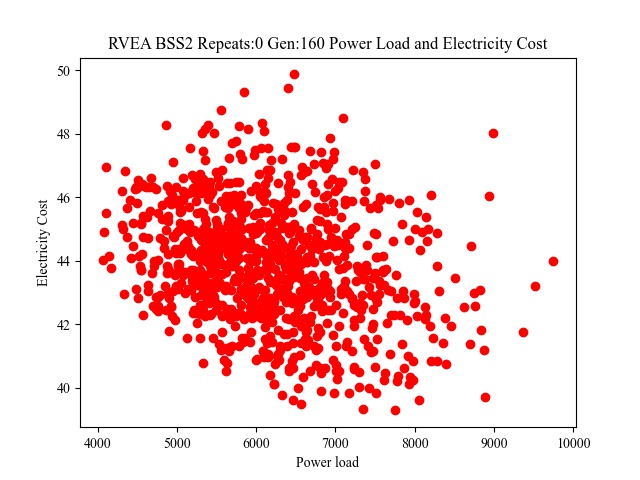 RVEA BSS2 Repeats:0 Gen:160 Power Load and Electricity Cost
50
48
46
44
42
40
Electricity Cost
4000 5000 6000 7000 8000 9000 10000
Power load